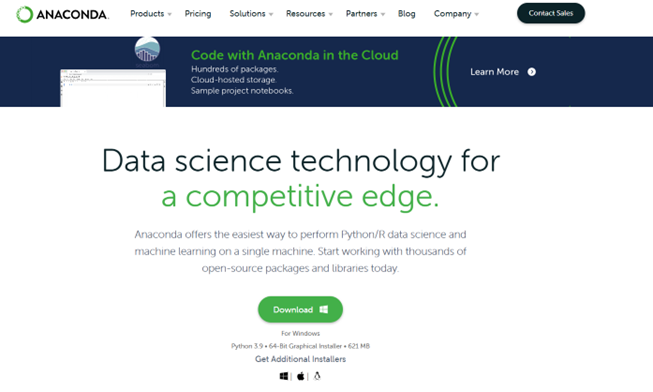 ANACONDA.
Products Pricing Solutions Resources Partners Blog Company Contact Sales
Code with Anaconda in the Cloud
Hundreds of packages.
Cloud-hosted storage.
Sample project notebooks.
Learn More
Data science technology for
a competitive edge.
Anaconda offers the easiest way to perform Python/R data science and
machine learning on a single machine. Start working with thousands of
open-source packages and libraries today.
Download
For Windows
Python 3.9 • 64-Bit Graphical Installer • 621 MB
Get Additional Installers